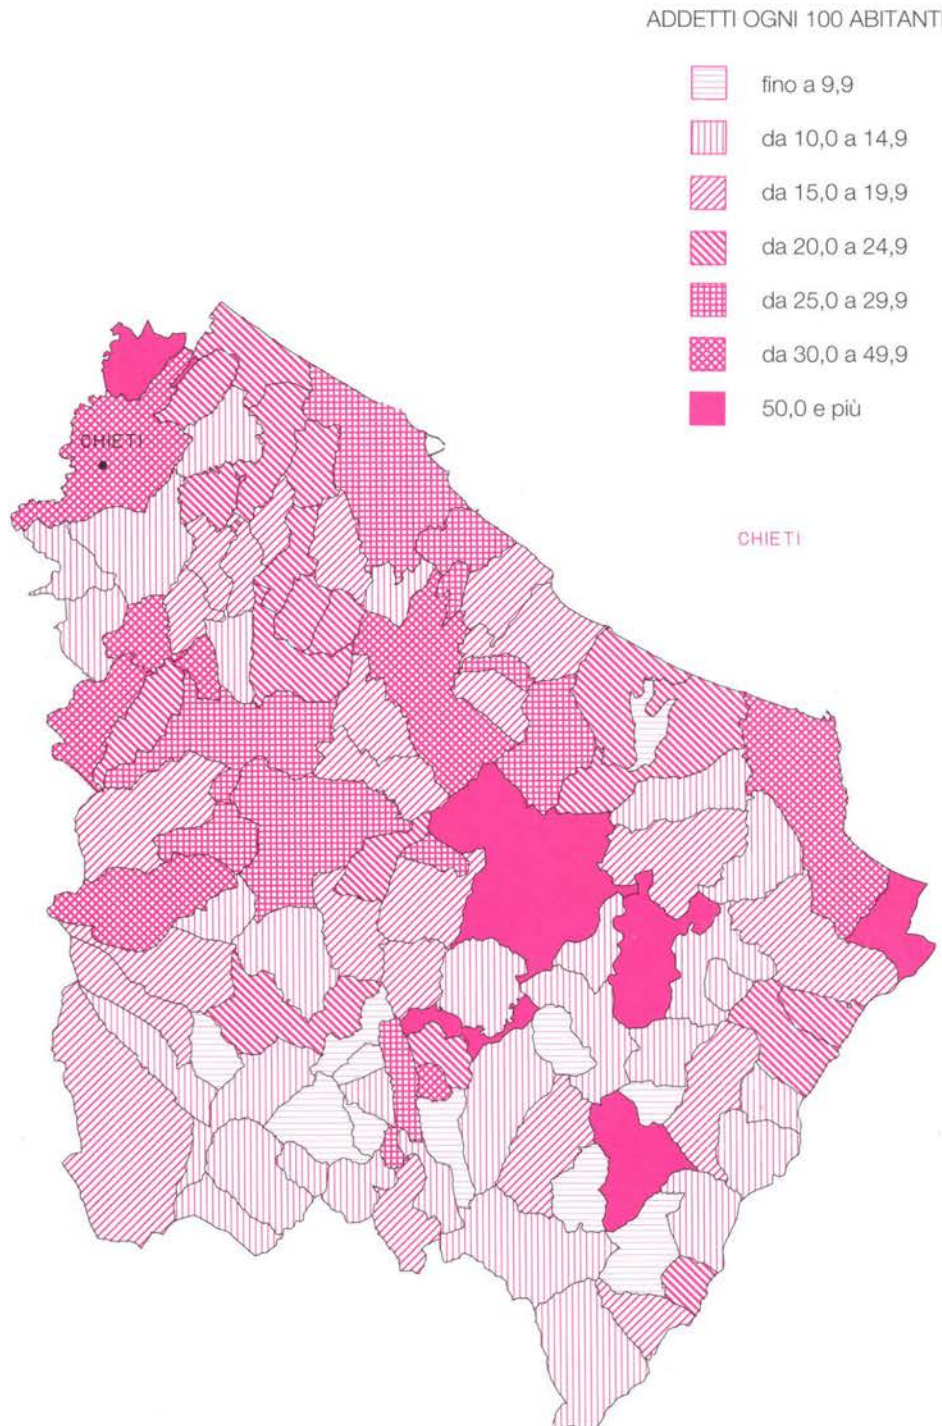 ADDETTI OGNI 100 ABITANTI
fino a 9,9
da 10,0 a 14,9
da 15,0 a 19,9
da 20,0 a 24,9
da 25,0 a 29,9
da 30,0 a 49,9
50,0 e più
CHIETI
CHIETI